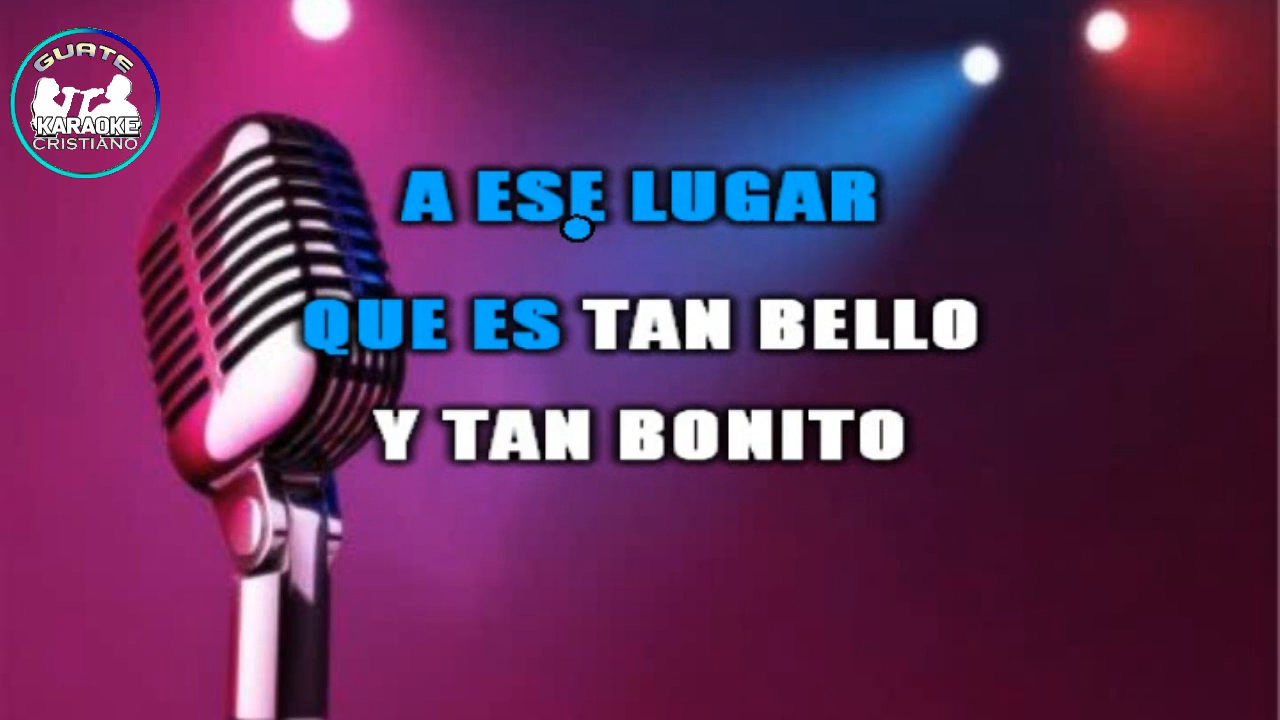 GUATE
KARAOKE
CRISTIANO
A ESE LUGAR
QUE ES TAN BELLO
Y TAN BONITO